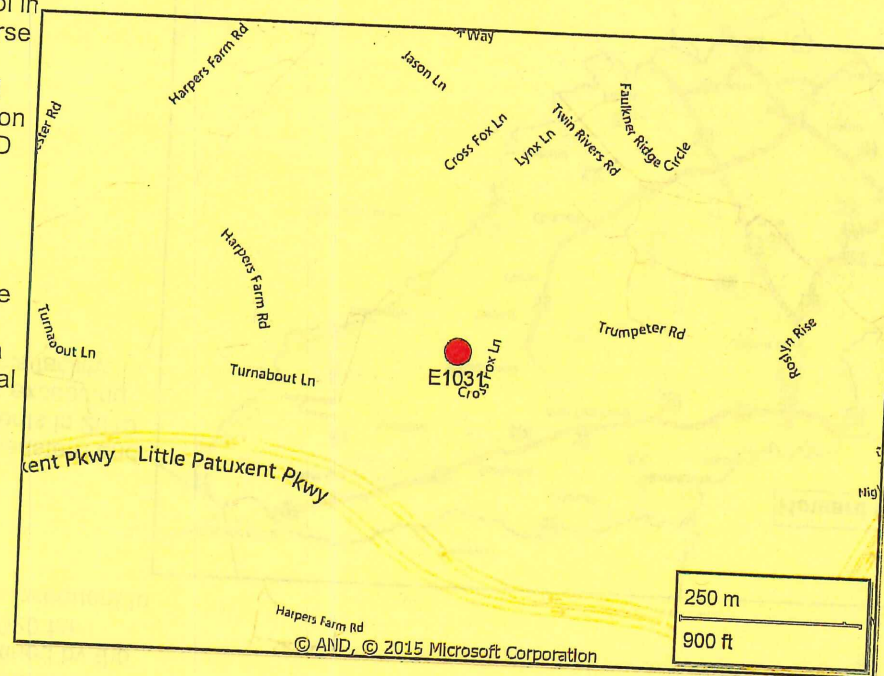 Way
Harpers Farm Rd
Jason Ln
Faulkner Ridge Circle
Cross Fox Ln
Lynx Ln
Twin Rivers Rd
Harpers Farm Rd
Turnabout Ln
Trumpeter Rd
Roslyn Rise
Turnabout Ln
E1031
Cross Fox Ln
Little Patuxent Pkwy
Pkwy
250 m
900 ft
Harpers Farm Rd
© AND, © 2015 Microsoft Corporation